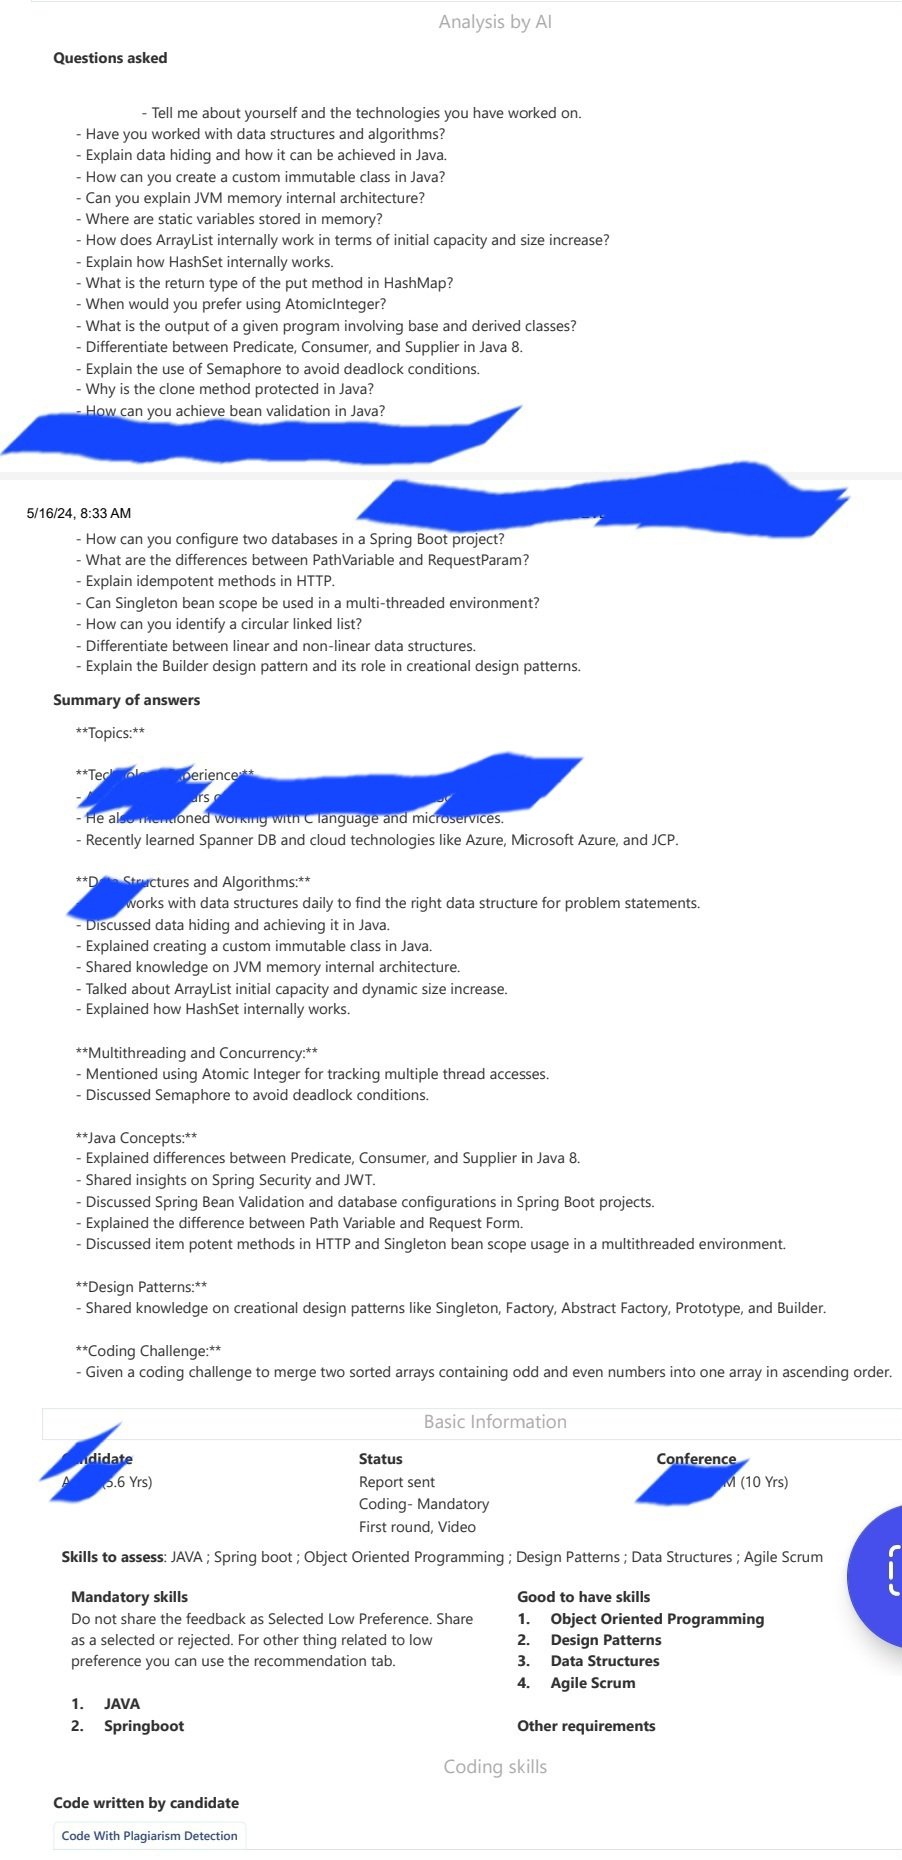 Analysis by AI
Questions asked
- Tell me about yourself and the technologies you have worked on.
- Have you worked with data structures and algorithms?
- Explain data hiding and how it can be achieved in Java.
- How can you create a custom immutable class in Java?
- Can you explain JVM memory internal architecture?
- Where are static variables stored in memory?
- How does ArrayList internally work in terms of initial capacity and size increase?
- Explain how HashSet internally works.
- What is the return type of the put method in HashMap?
- When would you prefer using AtomicInteger?
- What is the output of a given program involving base and derived classes?
- Differentiate between Predicate, Consumer, and Supplier in Java 8.
- Explain the use of Semaphore to avoid deadlock conditions.
- Why is the clone method protected in Java?
- How can you achieve bean validation in Java?
5/16/24, 8:33 AM
- How can you configure two databases in a Spring Boot project?
- What are the differences between PathVariable and RequestParam?
- Explain idempotent methods in HTTP.
- Can Singleton bean scope be used in a multi-threaded environment?
- How can you identify a circular linked list?
- Differentiate between linear and non-linear data structures.
- Explain the Builder design pattern and its role in creational design patterns.
Summary of answers
**Topics:**
- He also mentioned working with C language and microservices.
- Recently learned Spanner DB and cloud technologies like Azure, Microsoft Azure, and JCP.
**Data Structures and Algorithms:**
works with data structures daily to find the right data structure for problem statements.
- Discussed data hiding and achieving it in Java.
- Explained creating a custom immutable class in Java.
- Shared knowledge on JVM memory internal architecture.
- Talked about ArrayList initial capacity and dynamic size increase.
- Explained how HashSet internally works.
**Multithreading and Concurrency:**
- Mentioned using Atomic Integer for tracking multiple thread accesses.
- Discussed Semaphore to avoid deadlock conditions.
**Java Concepts:**
- Explained differences between Predicate, Consumer, and Supplier in Java 8.
- Shared insights on Spring Security and JWT.
- Discussed Spring Bean Validation and database configurations in Spring Boot projects.
- Explained the difference between Path Variable and Request Form.
- Discussed item potent methods in HTTP and Singleton bean scope usage in a multithreaded environment.
**Design Patterns:**
- Shared knowledge on creational design patterns like Singleton, Factory, Abstract Factory, Prototype, and Builder.
**Coding Challenge:**
- Given a coding challenge to merge two sorted arrays containing odd and even numbers into one array in ascending order.
Basic Information
Candidate Status Conference
5.6 Yrs) Report sent M (10 Yrs)
Coding- Mandatory
First round, Video
Skills to assess: JAVA ; Spring boot ; Object Oriented Programming ; Design Patterns ; Data Structures ; Agile Scrum
Mandatory skills
Do not share the feedback as Selected Low Preference. Share
as a selected or rejected. For other thing related to low
preference you can use the recommendation tab.
1. JAVA
2. Springboot
Good to have skills
1. Object Oriented Programming
2. Design Patterns
3. Data Structures
4. Agile Scrum
Other requirements
Coding skills
Code written by candidate
Code With Plagiarism Detection